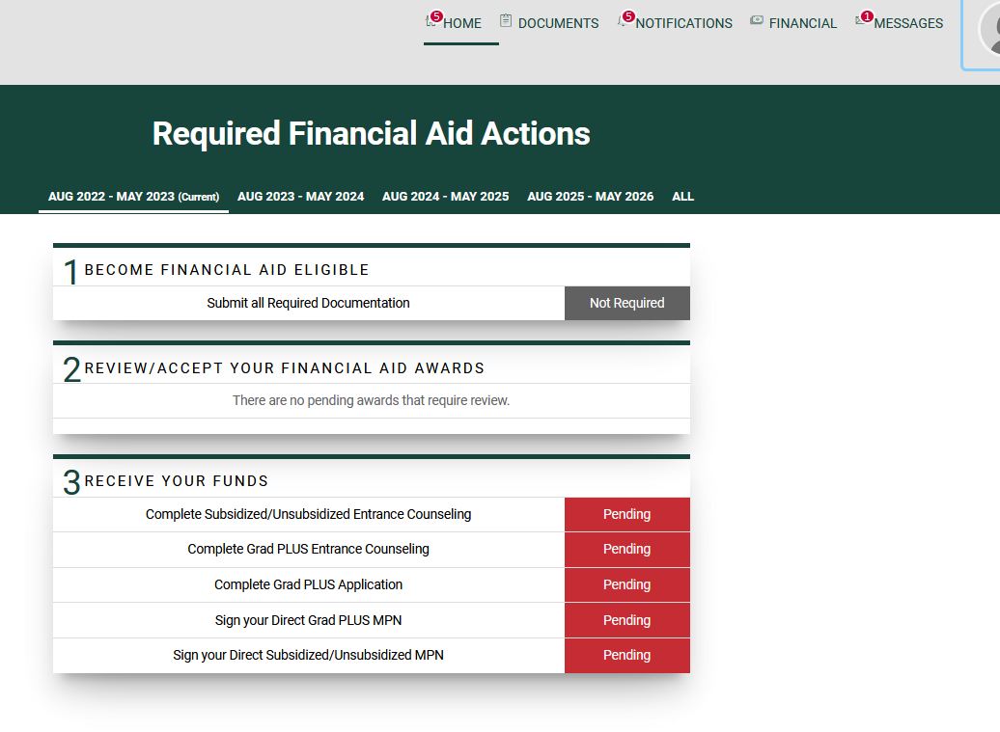 5 HOME DOCUMENTS 5 NOTIFICATIONS FINANCIAL 1 MESSAGES
Required Financial Aid Actions
AUG 2022 - MAY 2023 (Current) AUG 2023 - MAY 2024 AUG 2024 - MAY 2025 AUG 2025 - MAY 2026 ALL
1 BECOME FINANCIAL AID ELIGIBLE
Submit all Required Documentation Not Required
2 REVIEW/ACCEPT YOUR FINANCIAL AID AWARDS
There are no pending awards that require review.
3 RECEIVE YOUR FUNDS
Complete Subsidized/Unsubsidized Entrance Counseling Pending
Complete Grad PLUS Entrance Counseling Pending
Complete Grad PLUS Application Pending
Sign your Direct Grad PLUS MPN Pending
Sign your Direct Subsidized/Unsubsidized MPN Pending